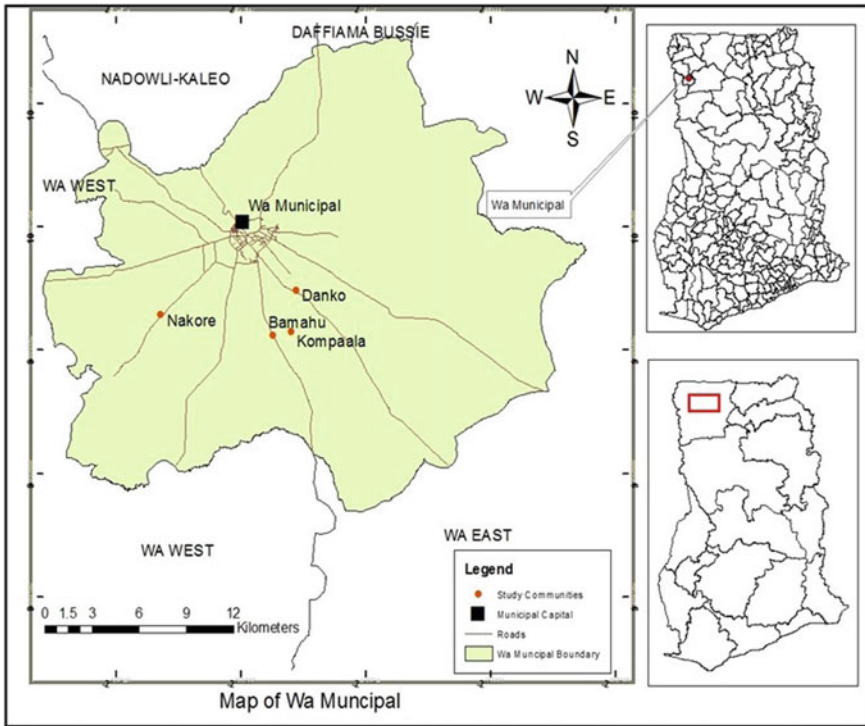 DAFFIAMA BUSSIE
NADOWLI-KALEO
N
W E
S
WA WEST
Wa Municipal
Wa Municipal
Danko
Nakore
Bamahu
Kompaala
WA WEST
WA EAST
Legend
Study Communities
Municipal Capital
Roads
Wa Muncipal Boundary
0 1.5 3 6 9 12
Kilometers
Map of Wa Muncipal